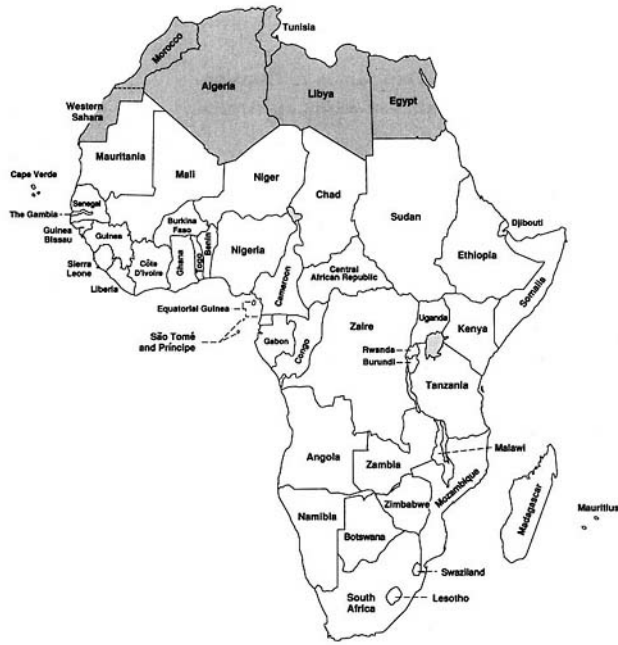 Tunisia
Morocco
Algeria
Libya
Egypt
Western
Sahara
Mauritania
Mali
Niger
Chad
Sudan
Cape Verde
Senegal
The Gambia
Guinea
Bissau
Guinea
Sierra
Leone
Liberia
Côte
D'Ivoire
Burkina
Faso
Ghana
Togo
Benin
Nigeria
Cameroon
Central
African Republic
Djibouti
Ethiopia
Somalia
Equatorial Guinea
São Tomé
and Príncipe
Gabon
Congo
Zaire
Uganda
Kenya
Rwanda
Burundi
Tanzania
Angola
Zambia
Malawi
Mozambique
Zimbabwe
Namibia
Botswana
Madagascar
Mauritius
Swaziland
South
Africa
Lesotho